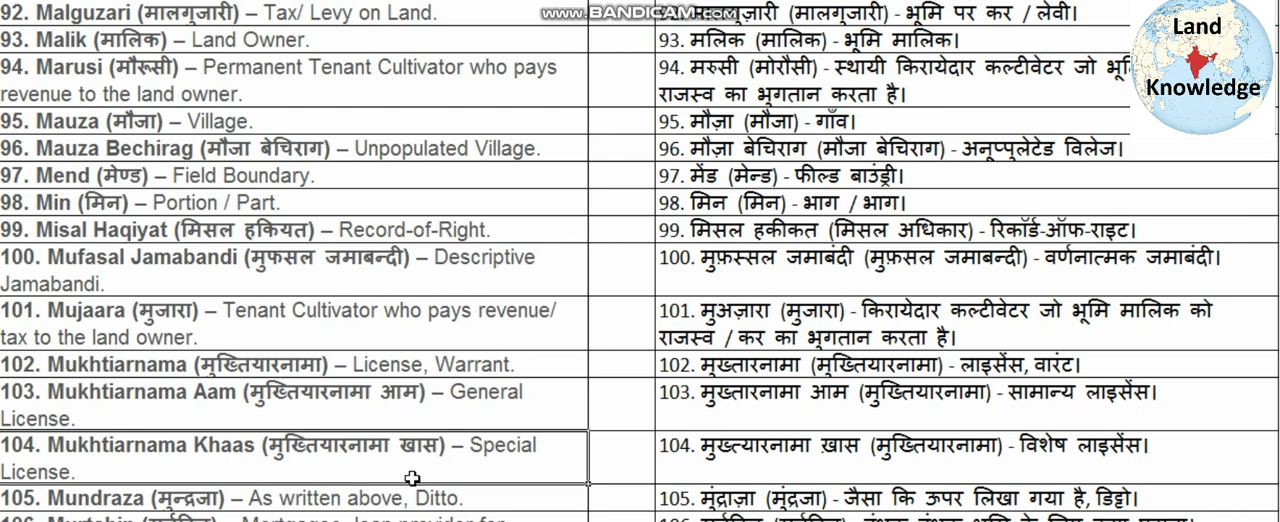 www.BANDICAM.com
92. Malguzari (मालगुजारी) – Tax/ Levy on Land.
(मालगुजारी) - भूमि पर कर / लेवी।
93. Malik (मालिक) – Land Owner.
93. मलिक (मालिक) - भूमि मालिक।
94. Marusi (मौरूसी) – Permanent Tenant Cultivator who pays
revenue to the land owner.
94. मरुसी (मोरौसी) - स्थायी किरायेदार कल्टीवेटर जो
राजस्व का भुगतान करता है।
95. Mauza (मौजा) – Village.
95. मौज़ा (मौजा) - गाँव।
96. Mauza Bechirag (मौजा बेचिराग) – Unpopulated Village.
96. मौज़ा बेचिराग (मौजा बेचिराग) - अनूप्प्लेटेड विलेज।
97. Mend (मेण्ड) – Field Boundary.
97. मेंड (मेन्ड) - फील्ड बाउंड्री।
98. Min (मिन) – Portion / Part.
98. मिन (मिन) - भाग / भाग।
99. Misal Haqiyat (मिसल हकियत) – Record-of-Right.
99. मिसल हकीकत (मिसल अधिकार) - रिकॉर्ड-ऑफ-राइट।
100. Mufasal Jamabandi (मुफसल जमाबन्दी) – Descriptive
Jamabandi.
100. मुफ़स्सल जमाबंदी (मुफ़सल जमाबन्दी) - वर्णनात्मक जमाबंदी।
101. Mujaara (मुजारा) – Tenant Cultivator who pays revenue/
tax to the land owner.
101. मुअज़ारा (मुजारा) - किरायेदार कल्टीवेटर जो भूमि मालिक को
राजस्व / कर का भुगतान करता है।
102. Mukhtiarnama (मुख्तियारनामा) – License, Warrant.
102. मुख्तारनामा (मुख्तियारनामा) - लाइसेंस, वारंट।
103. Mukhtiarnama Aam (मुख्तियारनामा आम) – General
License.
103. मुख्तारनामा आम (मुख्तियारनामा) - सामान्य लाइसेंस।
104. Mukhtiarnama Khaas (मुख्तियारनामा खास) – Special
License.
104. मुख्त्यारनामा ख़ास (मुख्तियारनामा) - विशेष लाइसेंस।
105. Mundraza (मुन्द्रजा) – As written above, Ditto.
105. मुंद्राज़ा (मुंद्रजा) - जैसा कि ऊपर लिखा गया है, डिट्टो।
Land
Knowledge